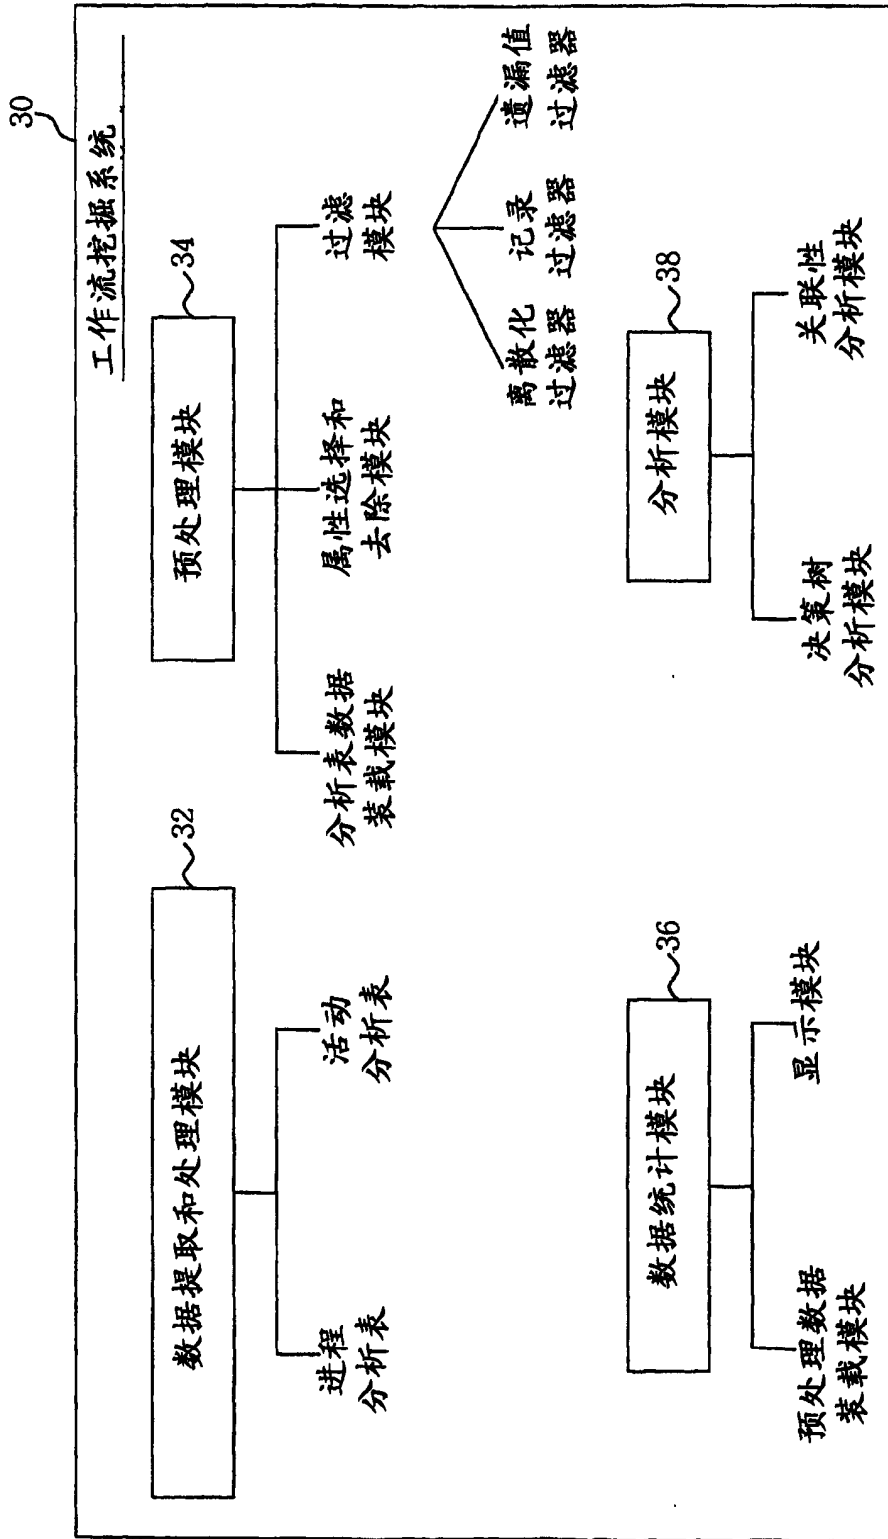 30
工作流挖掘系统
32
数据提取和处理模块
进程
分析表
活动
分析表
34
预处理模块
分析表数据
装载模块
属性选择和
去除模块
过滤
模块
离散化
过滤器
记录
过滤器
遗漏值
过滤器
36
数据统计模块
预处理数据
装载模块
显示模块
38
分析模块
决策树
分析模块
关联性
分析模块